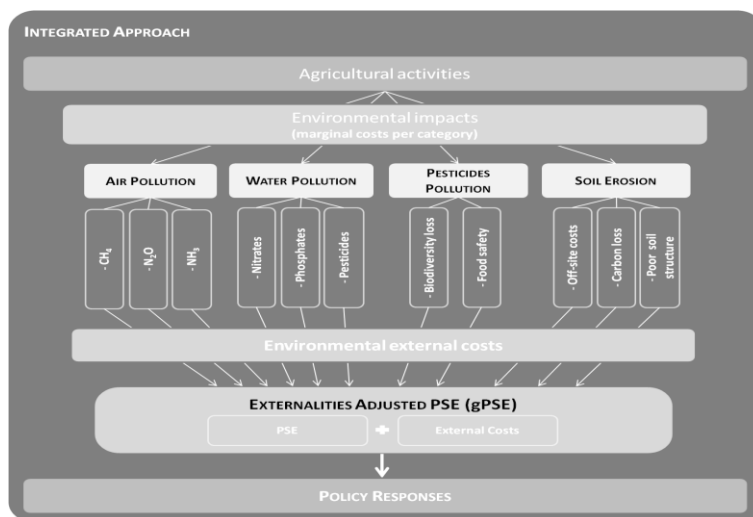 INTEGRATED APPROACH
Agricultural activities
Environmental impacts
(marginal costs per category)
AIR POLLUTION
WATER POLLUTION
PESTICIDES
POLLUTION
SOIL EROSION
- CH₄
- N₂O
- NH₃
- Nitrates
- Phosphates
- Pesticides
- Biodiversity loss
- Food safety
- Off-site costs
- Carbon loss
- Poor soil
structure
Environmental external costs
EXTERNALITIES ADJUSTED PSE (gPSE)
PSE
External Costs
POLICY RESPONSES